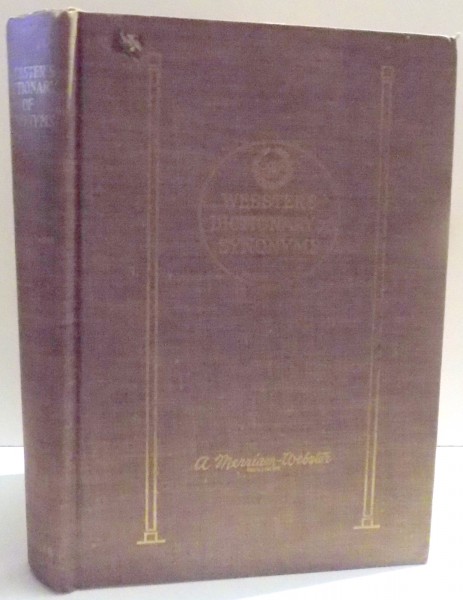 WEBSTER'S
DICTIONARY
OF
SYNONYMS
WEBSTER'S
DICTIONARY of
SYNONYMS
A Merriam-Webster